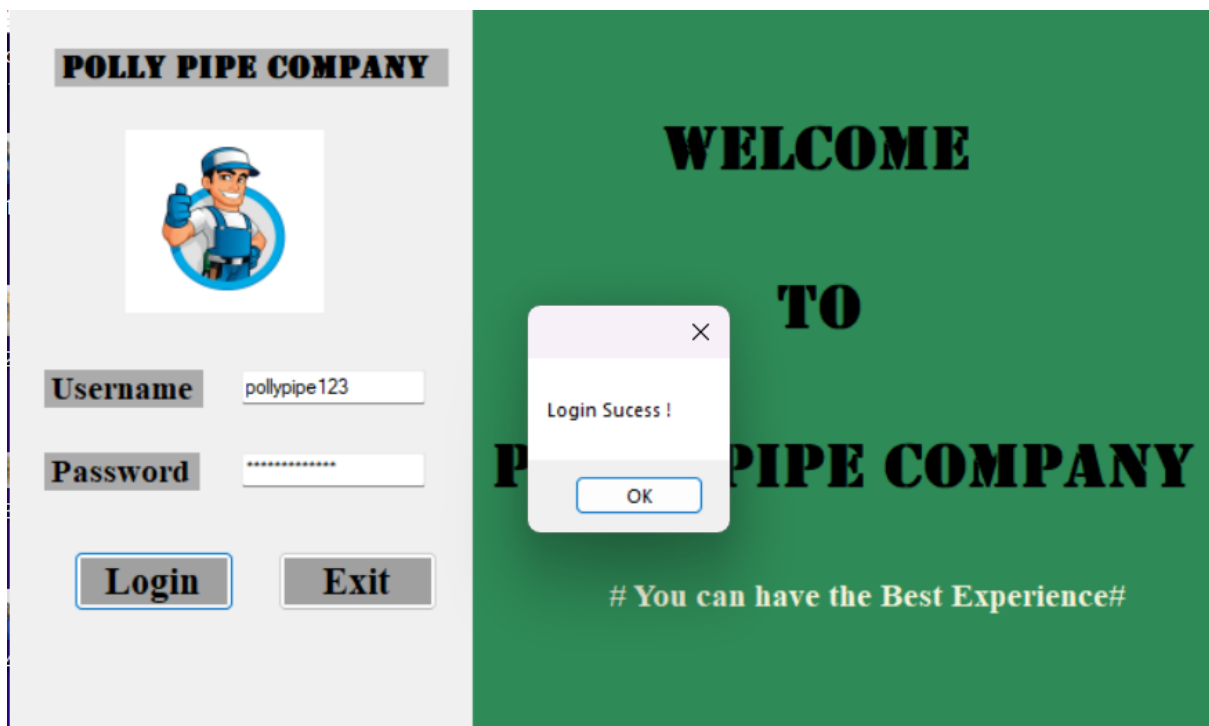 POLLY PIPE COMPANY
Username
pollypipe123
Password
*************
Login
Exit
WELCOME
TO
PIPE COMPANY
# You can have the Best Experience#
Login Sucess !
OK